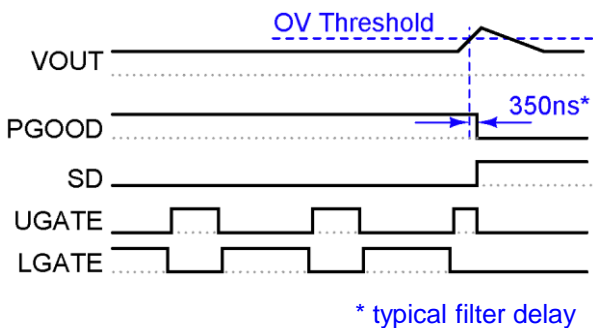 OV Threshold
VOUT
350ns*
PGOOD
SD
UGATE
LGATE
* typical filter delay